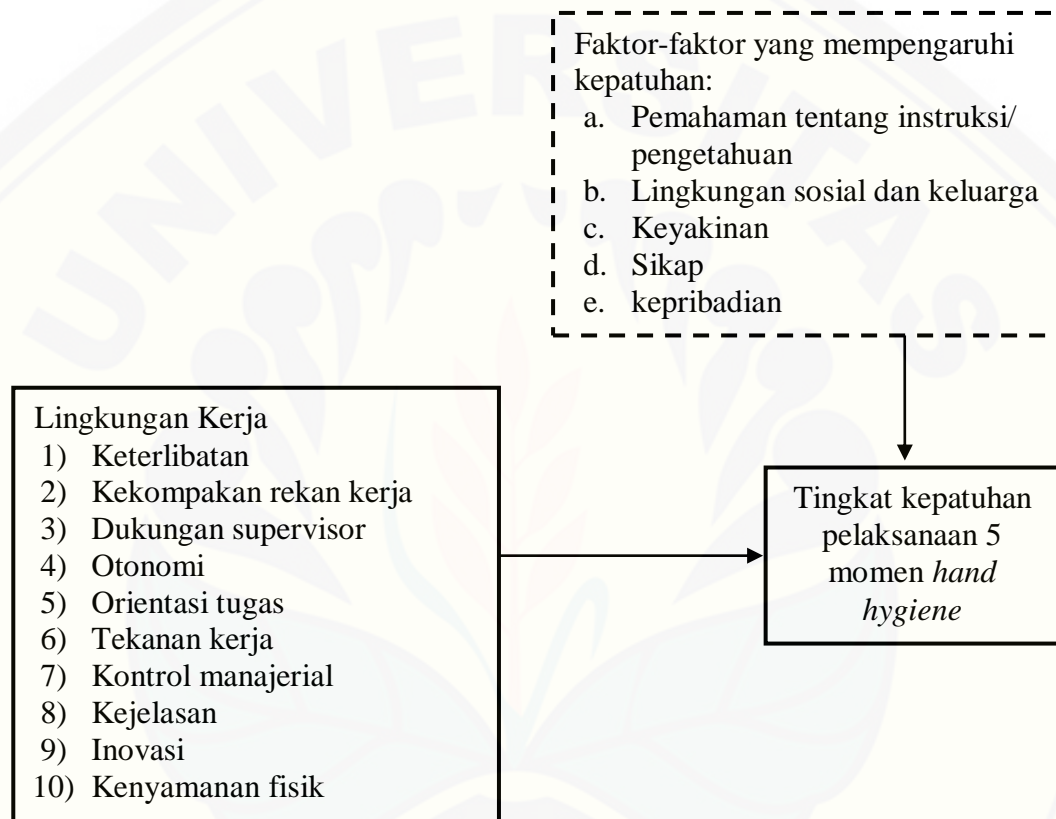 UNIVERSITAS
Faktor-faktor yang mempengaruhi
kepatuhan:
a. Pemahaman tentang instruksi/
pengetahuan
b. Lingkungan sosial dan keluarga
c. Keyakinan
d. Sikap
e. kepribadian
Lingkungan Kerja
1) Keterlibatan
2) Kekompakan rekan kerja
3) Dukungan supervisor
4) Otonomi
5) Orientasi tugas
6) Tekanan kerja
7) Kontrol manajerial
8) Kejelasan
9) Inovasi
10) Kenyamanan fisik
Tingkat kepatuhan
pelaksanaan 5
momen hand
hygiene